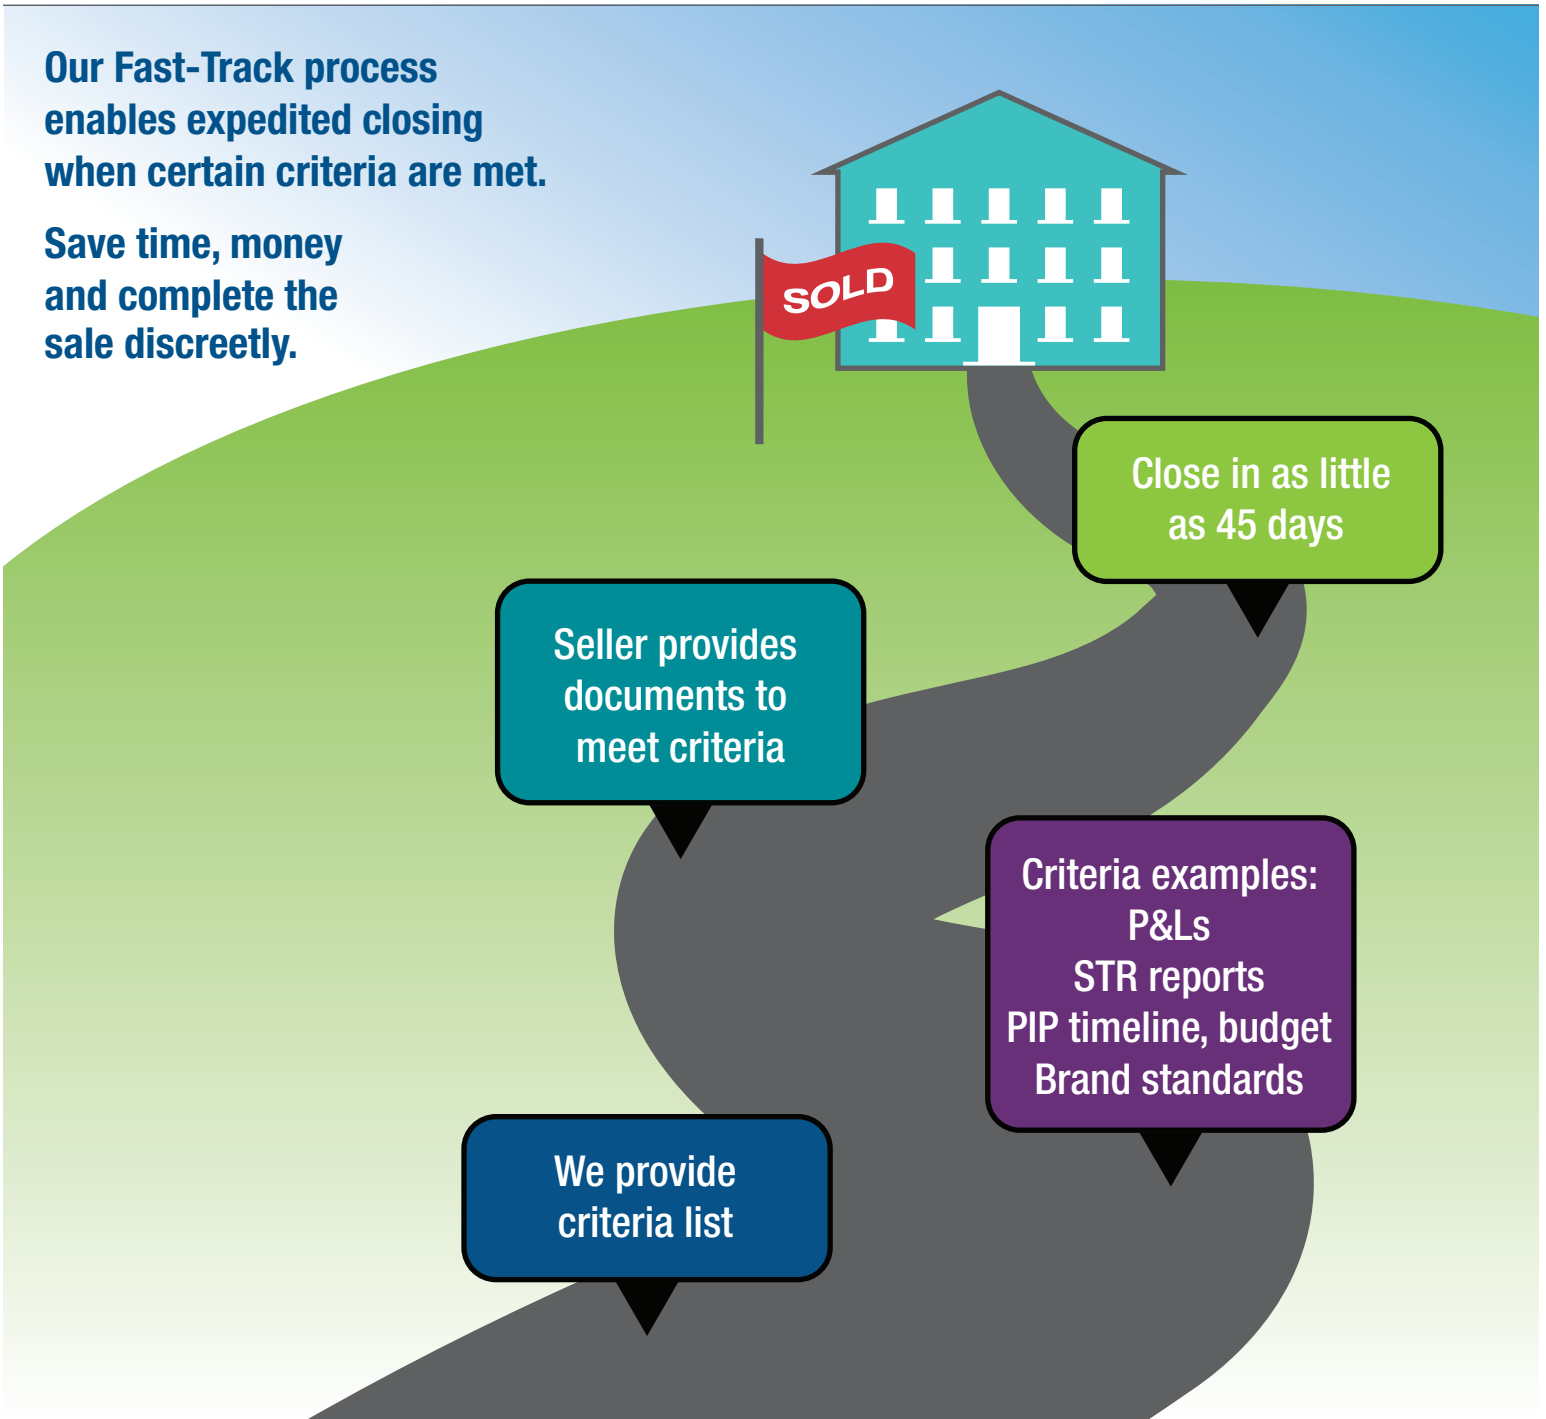 Our Fast-Track process
enables expedited closing
when certain criteria are met.
Save time, money
and complete the
sale discreetly.
SOLD
Close in as little
as 45 days
Seller provides
documents to
meet criteria
Criteria examples:
P&Ls
STR reports
PIP timeline, budget
Brand standards
We provide
criteria list